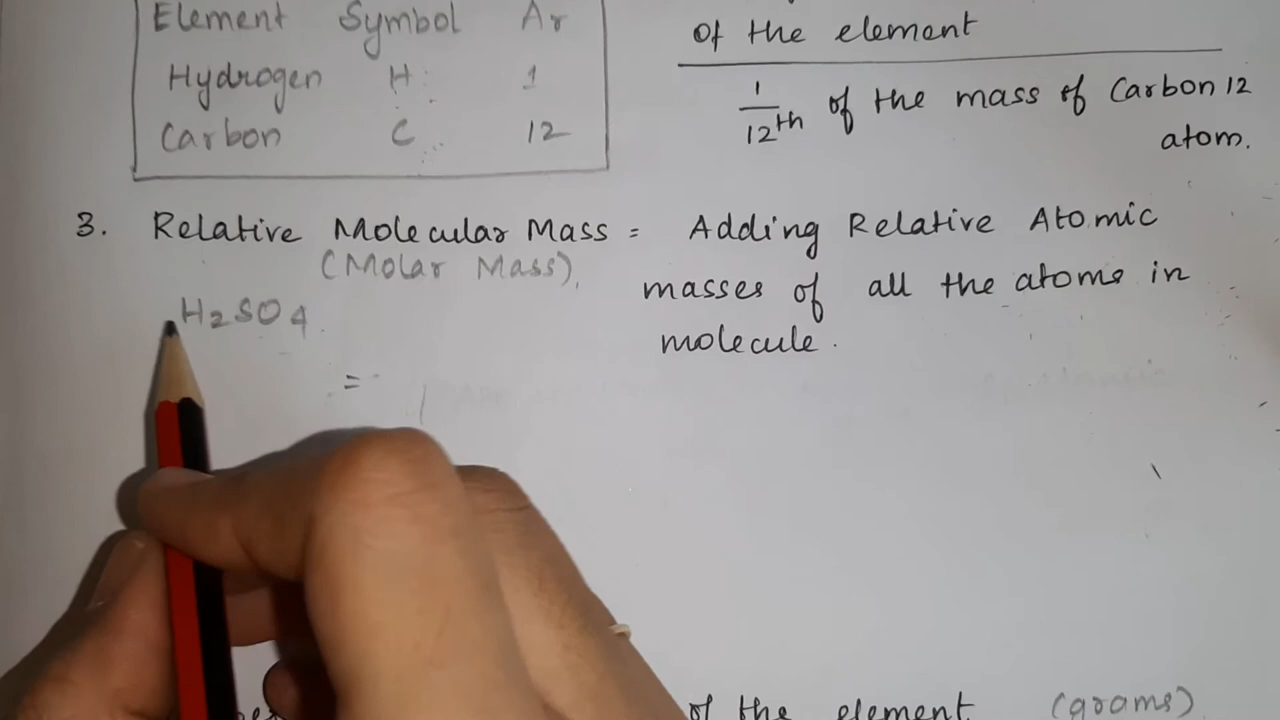 Element Symbol Ar
Hydrogen H 1
Carbon C 12
of the element
1/12th of the mass of Carbon 12
atom.
3. Relative Molecular Mass = Adding Relative Atomic
(Molar Mass)
masses of all the atoms in
molecule.
H2SO4
=
of the element (grams)